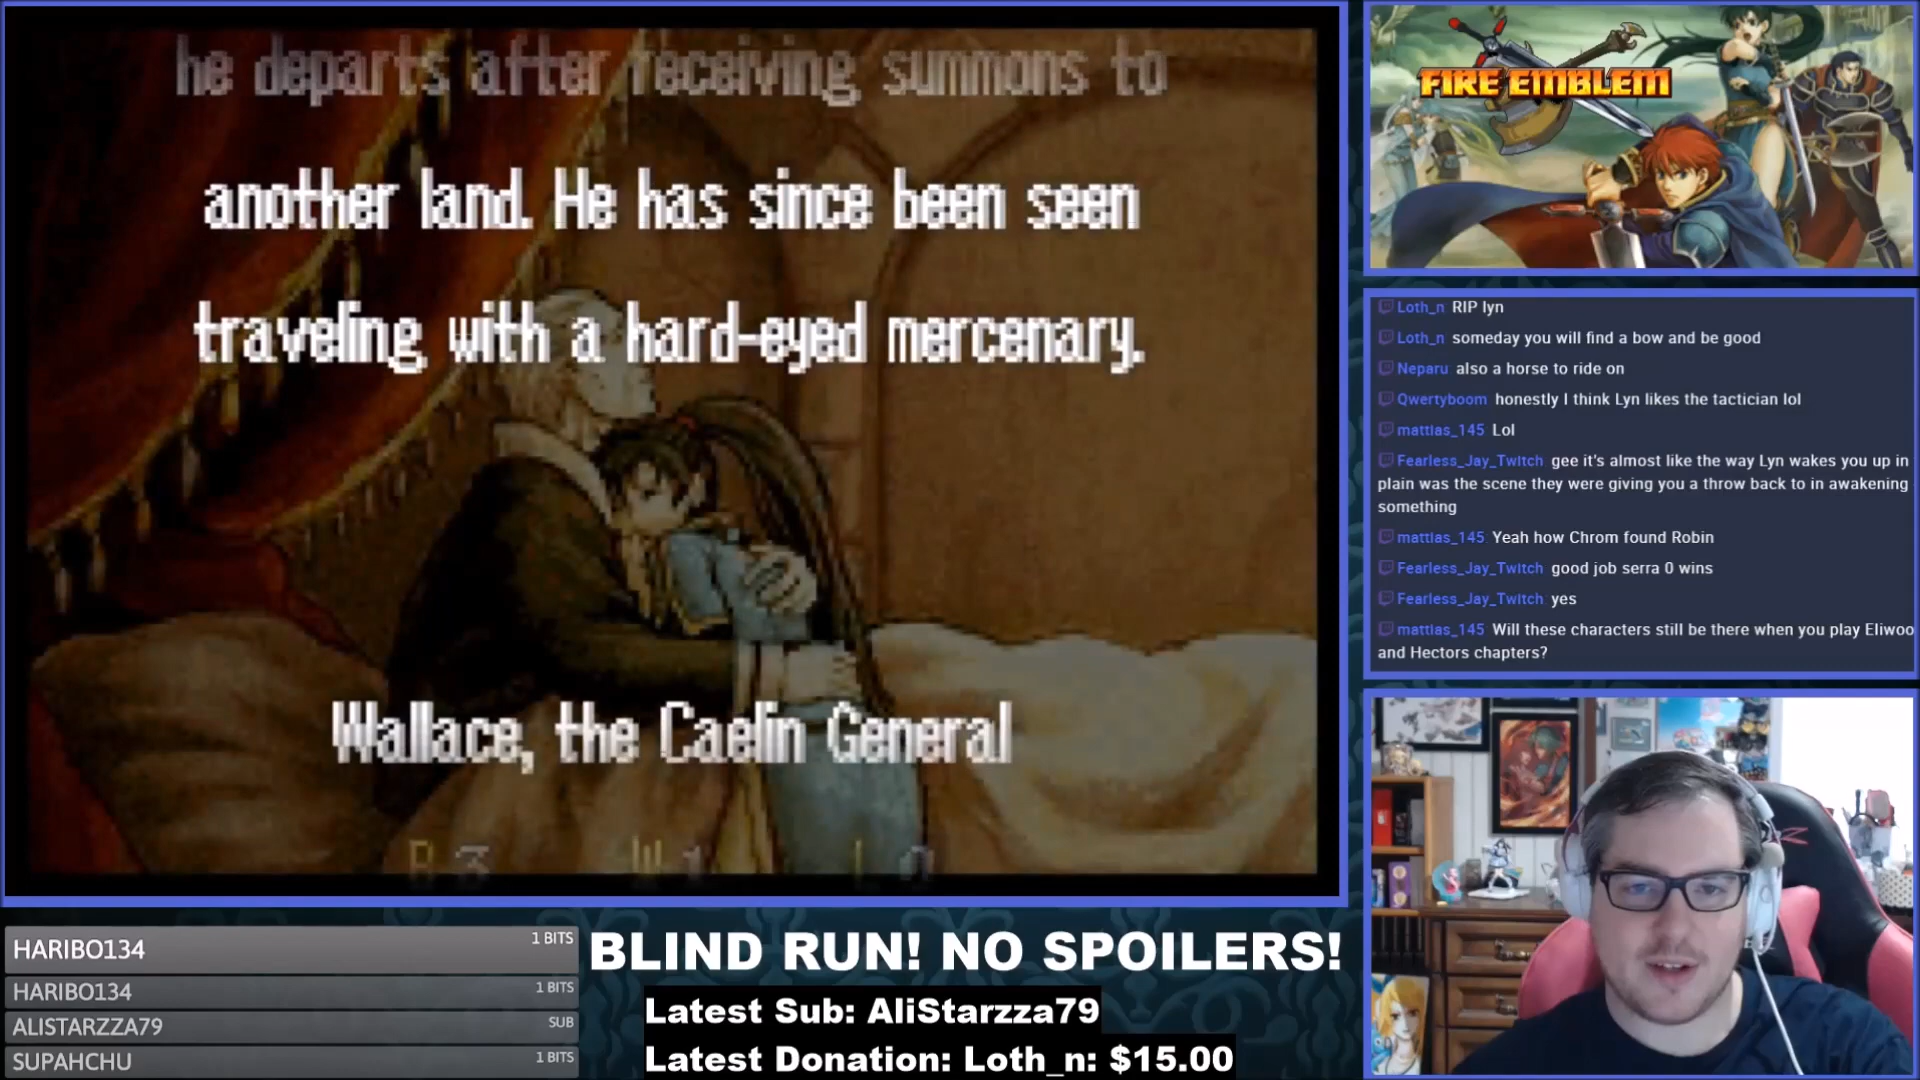 he departs after receiving summons to
another land. He has since been seen
traveling with a hard-eyed mercenary.
Wallace, the Caelin General
B 3 W 1 L 0
FIRE EMBLEM
Loth_n RIP lyn
Loth_n someday you will find a bow and be good
Neparu also a horse to ride on
Qwertyboom honestly I think Lyn likes the tactician lol
mattias_145 Lol
Fearless_Jay_Twitch gee it's almost like the way Lyn wakes you up in
plain was the scene they were giving you a throw back to in awakening
something
mattias_145 Yeah how Chrom found Robin
Fearless_Jay_Twitch good job serra 0 wins
Fearless_Jay_Twitch yes
mattias_145 Will these characters still be there when you play Eliwoo
and Hectors chapters?
HARIBO134 1 BITS
HARIBO134 1 BITS
ALISTARZZA79 SUB
SUPAHCHU 1 BITS
BLIND RUN! NO SPOILERS!
Latest Sub: AliStarzza79
Latest Donation: Loth_n: $15.00